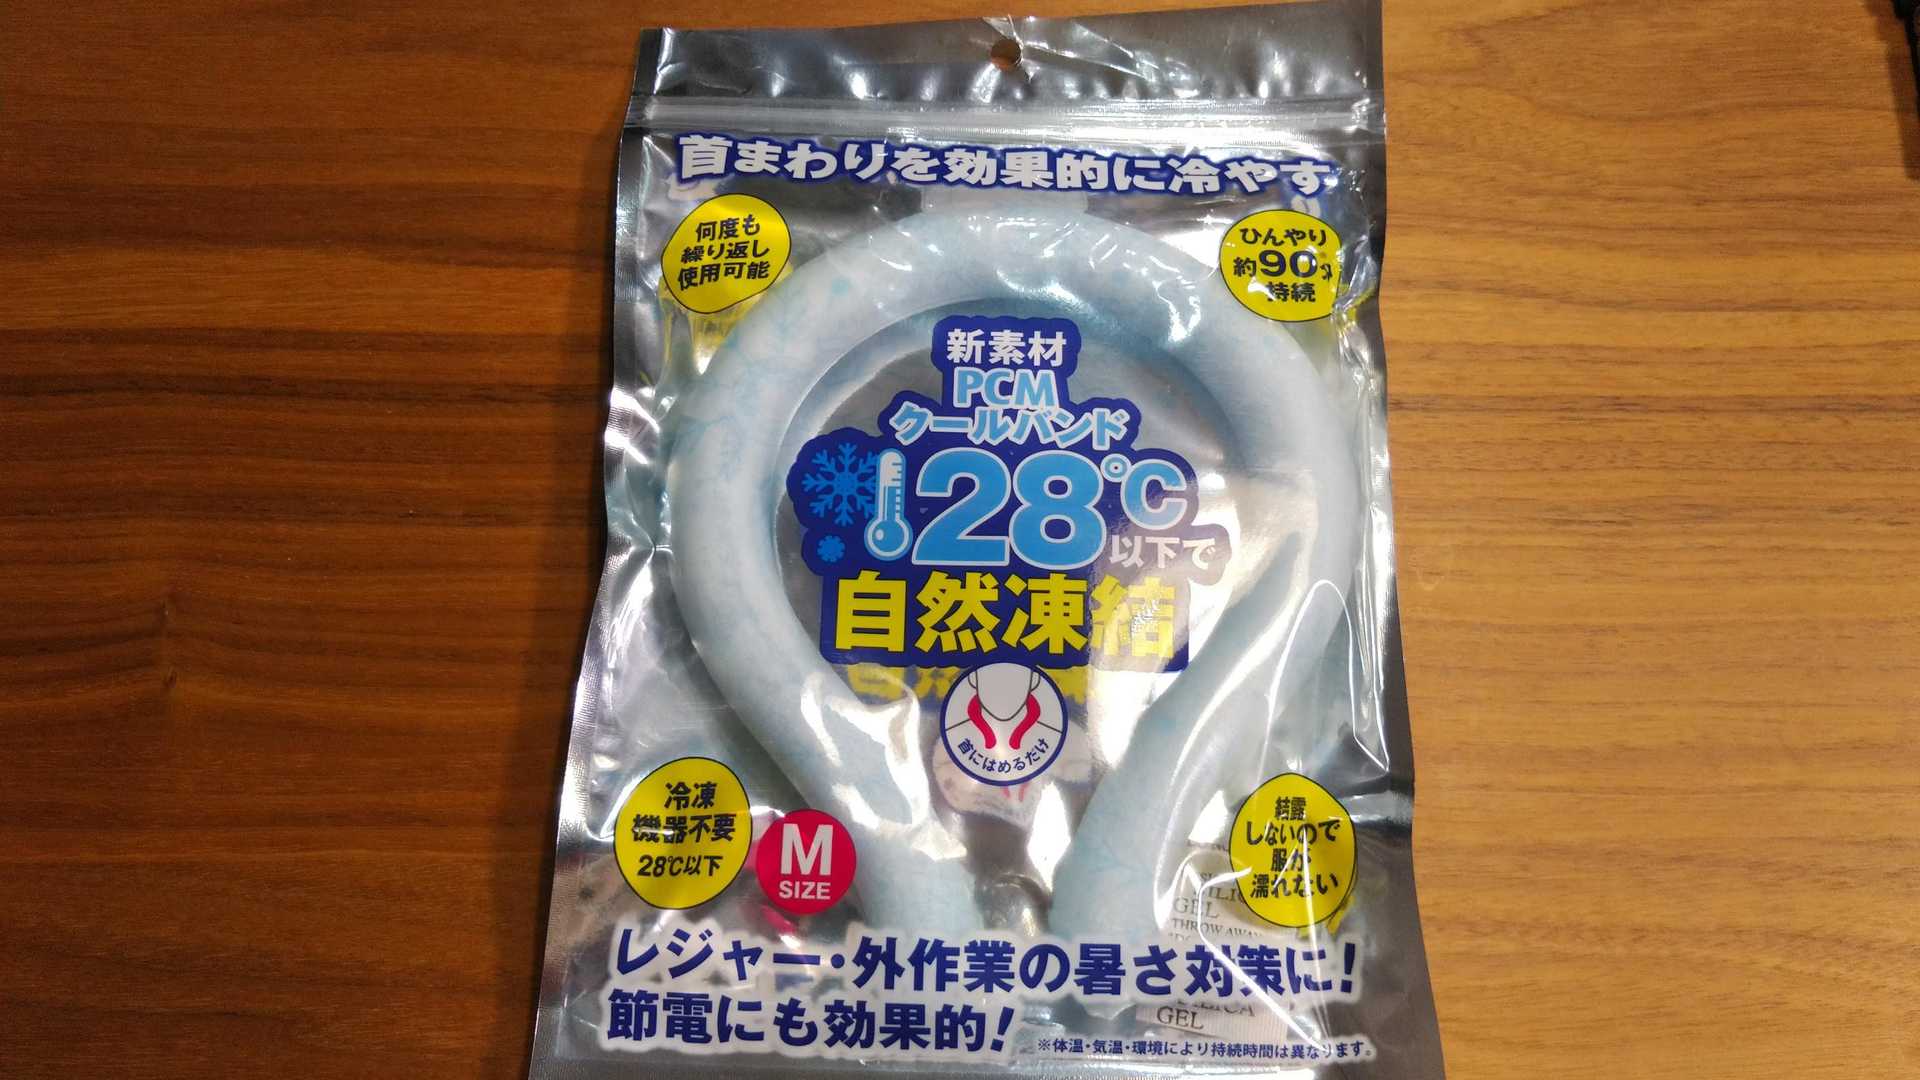 首まわりを効果的に冷やす
何度も
繰り返し
使用可能
ひんやり
約90分
持続
新素材
PCM
クールバンド
28℃
以下で
自然凍結
首にはめるだけ
冷凍
機器不要
28℃以下
M
SIZE
結露
しないので
服が
濡れない
GEL
THROW AWAY
レジャー・外作業の暑さ対策に!
節電にも効果的!
SILICA
GEL
※体温・気温・環境により持続時間は異なります。